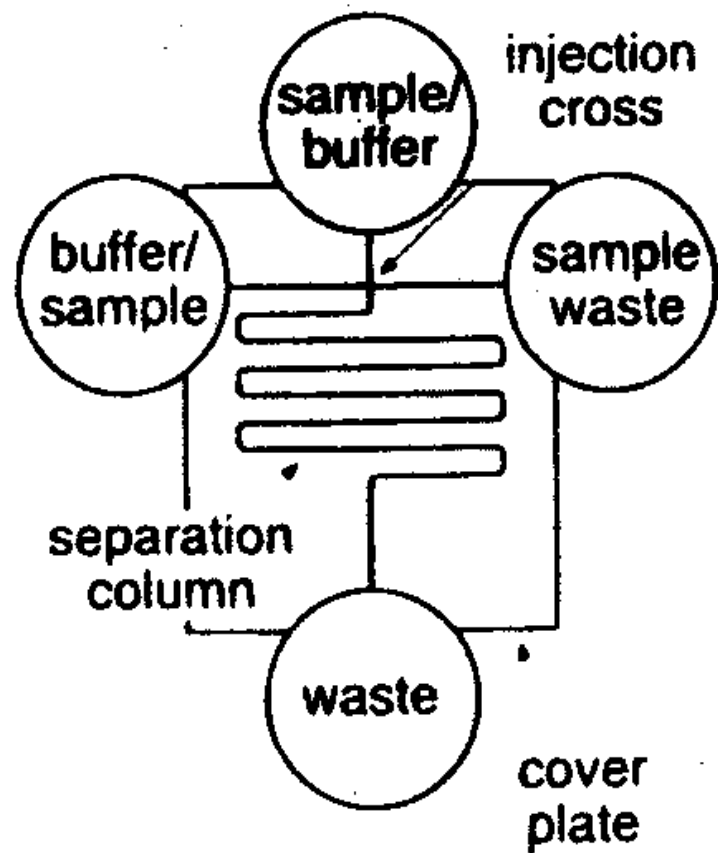 injection
cross
sample/
buffer
buffer/
sample
sample
waste
separation
column
waste
cover
plate